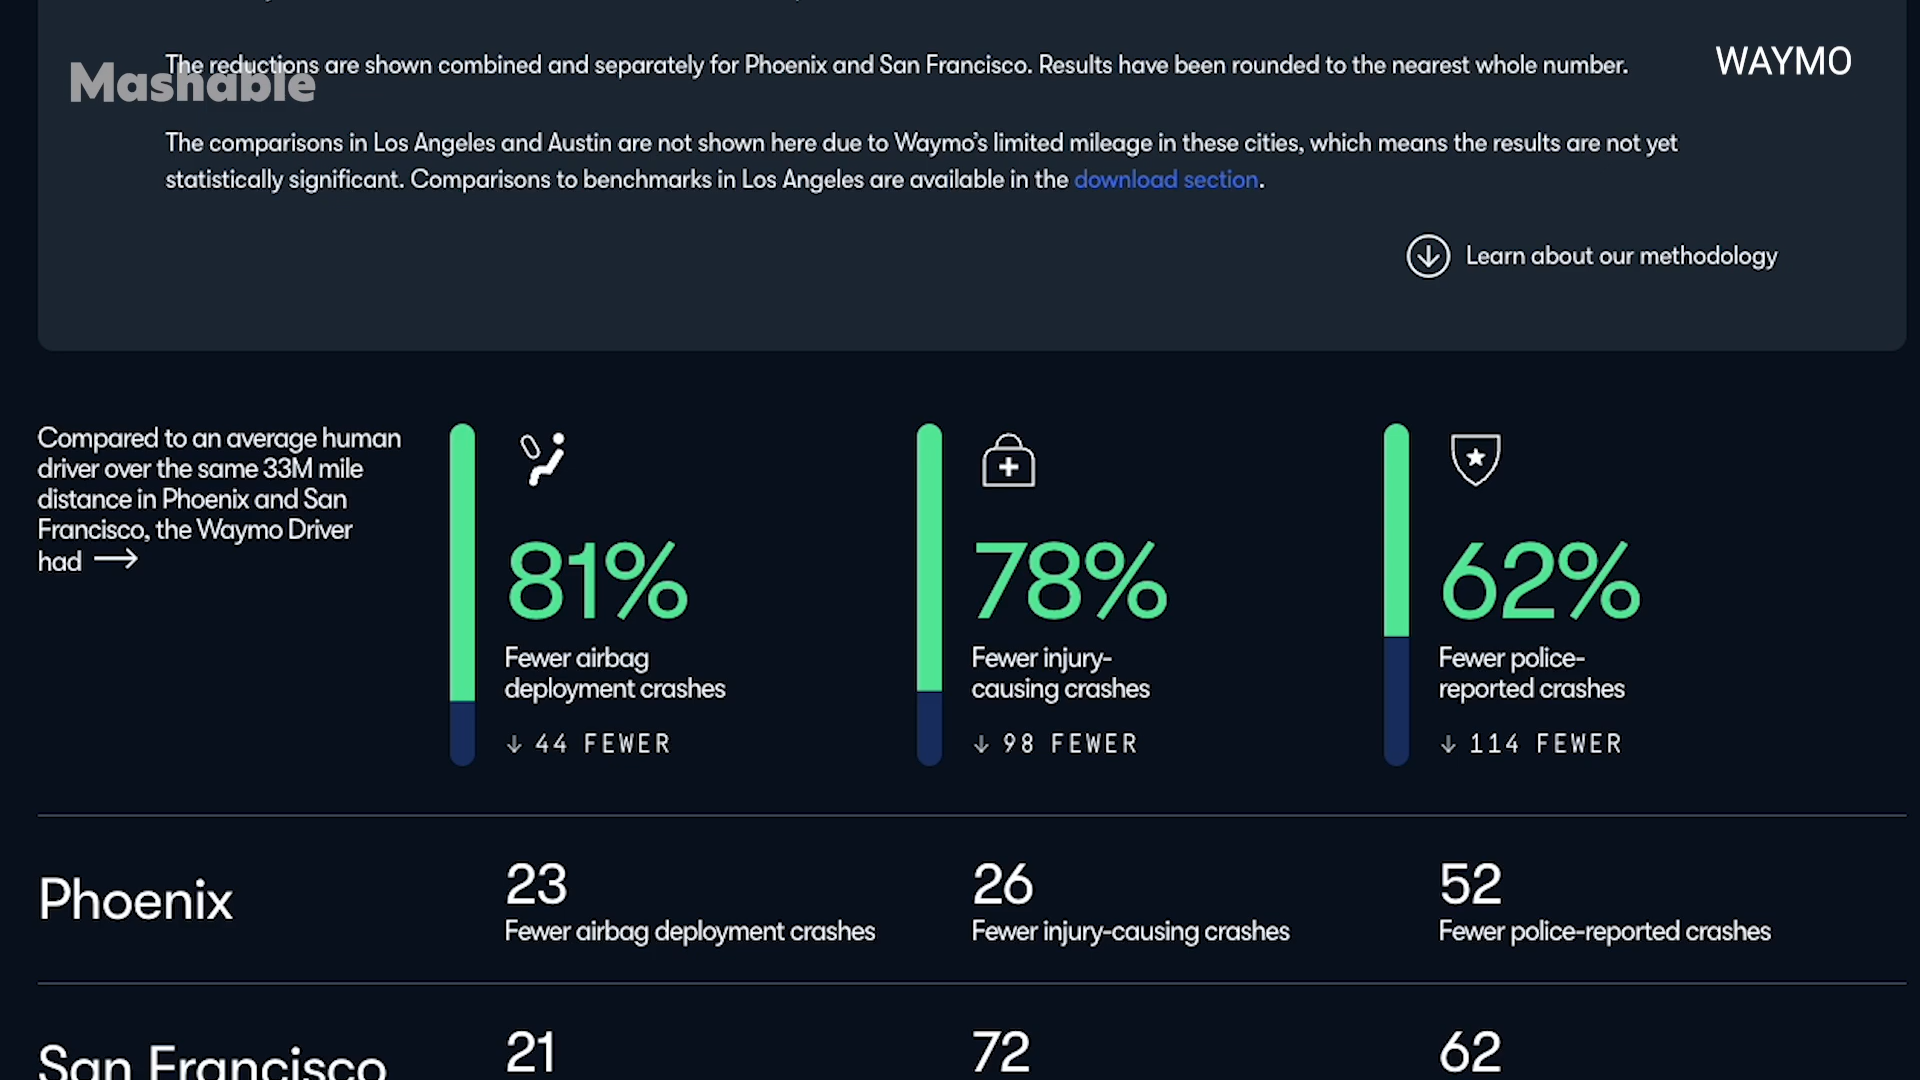 The reductions are shown combined and separately for Phoenix and San Francisco. Results have been rounded to the nearest whole number.
Mashable
WAYMO
The comparisons in Los Angeles and Austin are not shown here due to Waymo’s limited mileage in these cities, which means the results are not yet
statistically significant. Comparisons to benchmarks in Los Angeles are available in the download section.
Learn about our methodology
Compared to an average human
driver over the same 33M mile
distance in Phoenix and San
Francisco, the Waymo Driver
had →
81%
Fewer airbag
deployment crashes
↓ 44 FEWER
78%
Fewer injury-
causing crashes
↓ 98 FEWER
62%
Fewer police-
reported crashes
↓ 114 FEWER
Phoenix
23
Fewer airbag deployment crashes
26
Fewer injury-causing crashes
52
Fewer police-reported crashes
San Francisco
21
72
62